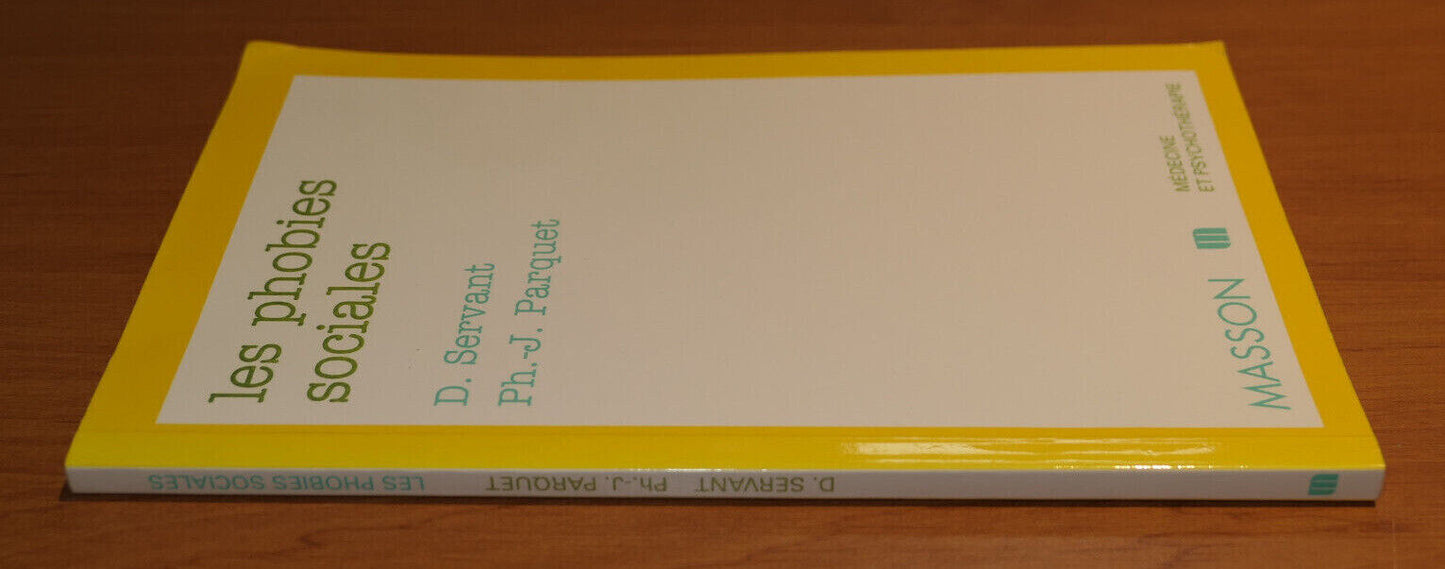 les phobies
sociales
D. Servant
Ph.-J. Parquet
MÉDECINE
ET PSYCHOTHÉRAPIE
MASSON
D. SERVANT Ph.-J. PARQUET LES PHOBIES SOCIALES